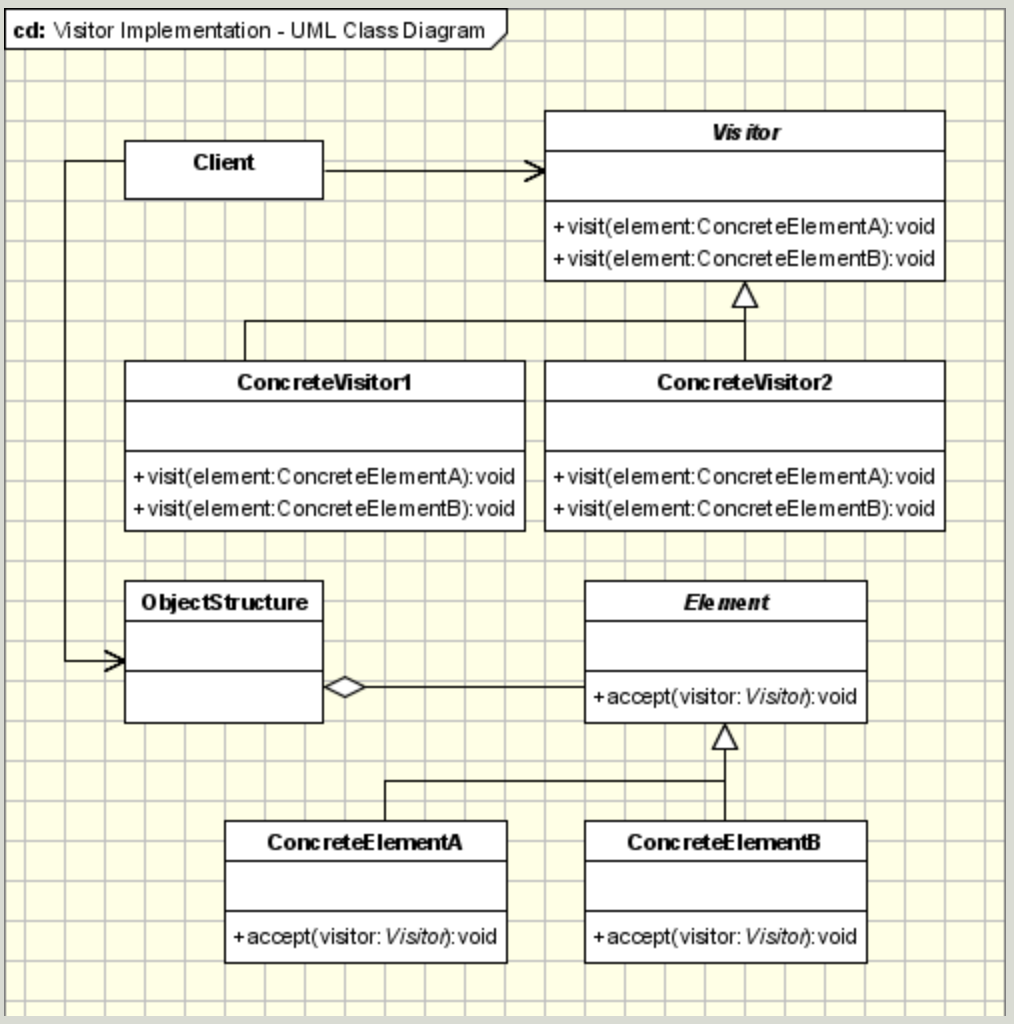 cd: Visitor Implementation - UML Class Diagram
Client
Visitor
+visit(element:ConcreteElementA):void
+visit(element:ConcreteElementB):void
ConcreteVisitor1
+visit(element:ConcreteElementA):void
+visit(element:ConcreteElementB):void
ConcreteVisitor2
+visit(element:ConcreteElementA):void
+visit(element:ConcreteElementB):void
ObjectStructure
Element
+accept(visitor:Visitor):void
ConcreteElementA
+accept(visitor:Visitor):void
ConcreteElementB
+accept(visitor:Visitor):void